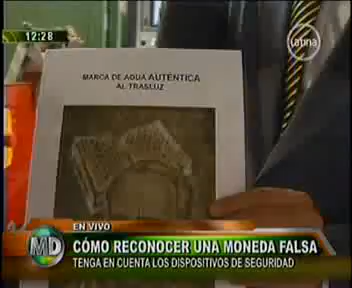 12:28
latina
MARCA DE AGUA AUTÉNTICA
AL TRASLUZ
EN VIVO
MD
CÓMO RECONOCER UNA MONEDA FALSA
TENGA EN CUENTA LOS DISPOSITIVOS DE SEGURIDAD